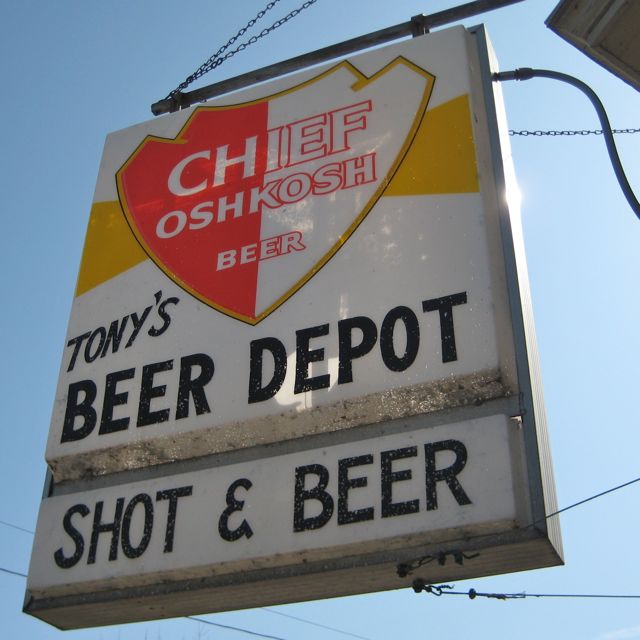 CHIEF
OSHKOSH
BEER
TONY'S
BEER DEPOT
SHOT & BEER